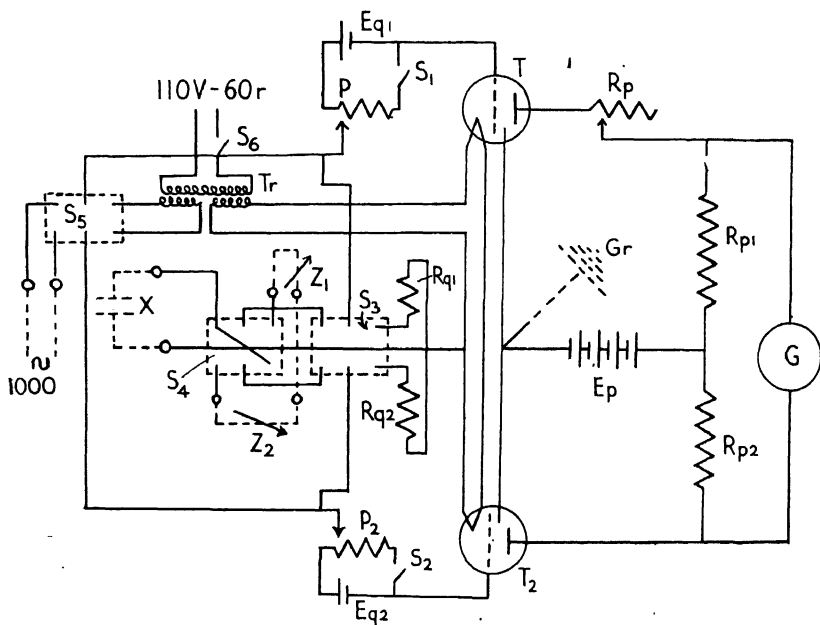 Eq1
110V-60r
P
S1
T
Rp
S6
Tr
S5
Rp1
Gr
Z1
S3
Rq1
X
1000
S4
Ep
G
Rq2
Z2
Rp2
P2
S2
T2
Eq2